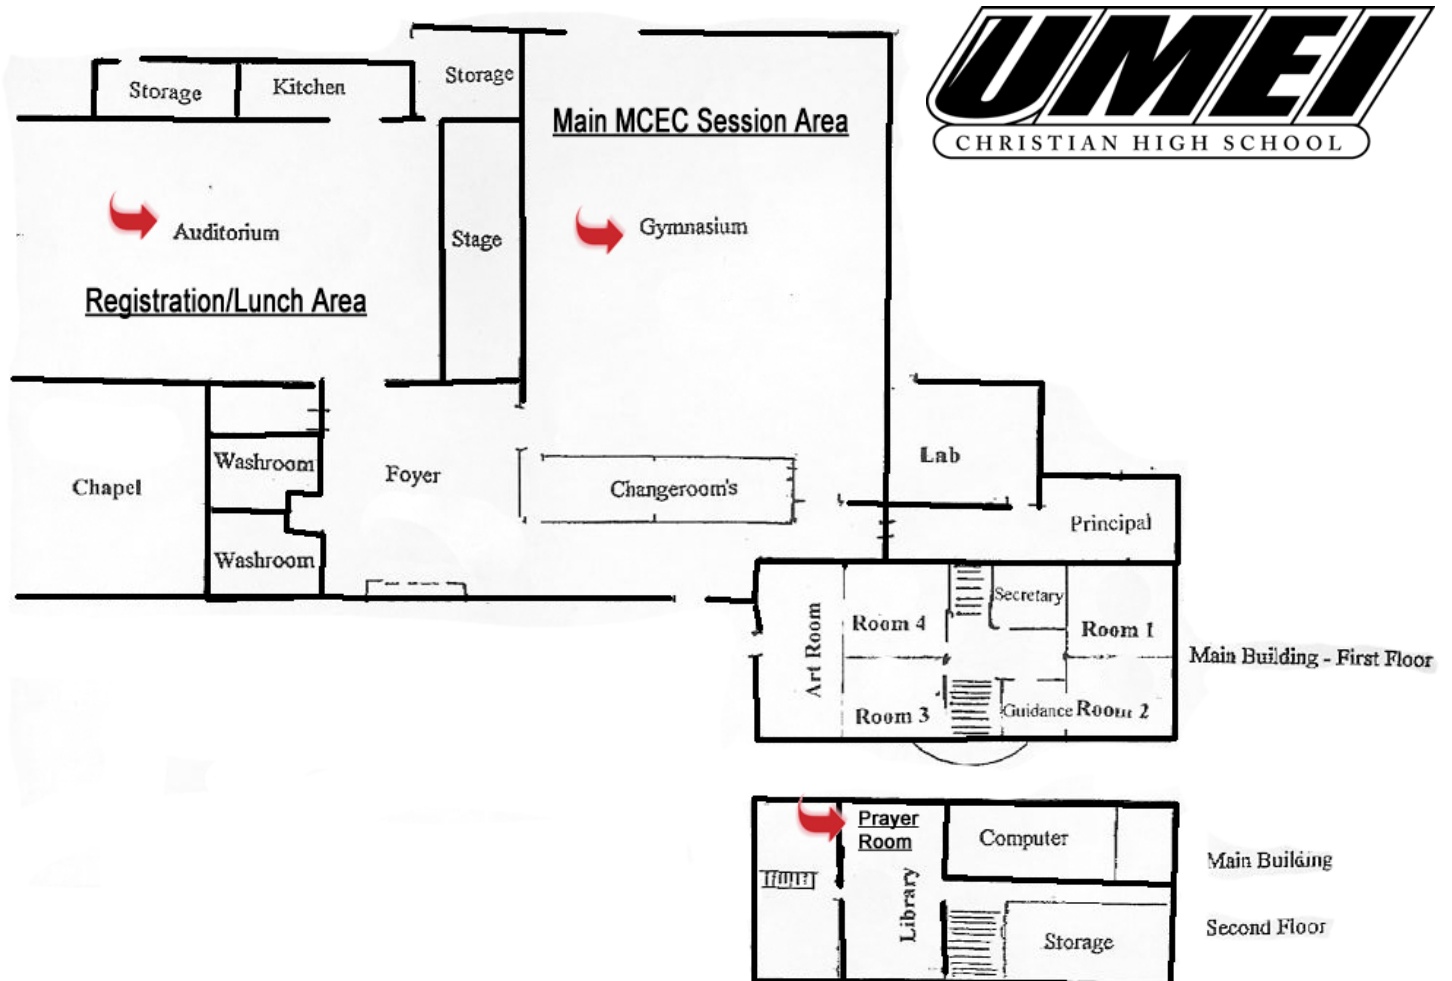 UMEI
CHRISTIAN HIGH SCHOOL
Storage
Kitchen
Storage
Main MCEC Session Area
Auditorium
Stage
Gymnasium
Registration/Lunch Area
Chapel
Washroom
Foyer
Changeroom's
Lab
Principal
Washroom
Art Room
Room 4
Secretary
Room 1
Room 3
Guidance
Room 2
Main Building - First Floor
Prayer
Room
Library
Computer
Storage
Main Building
Second Floor